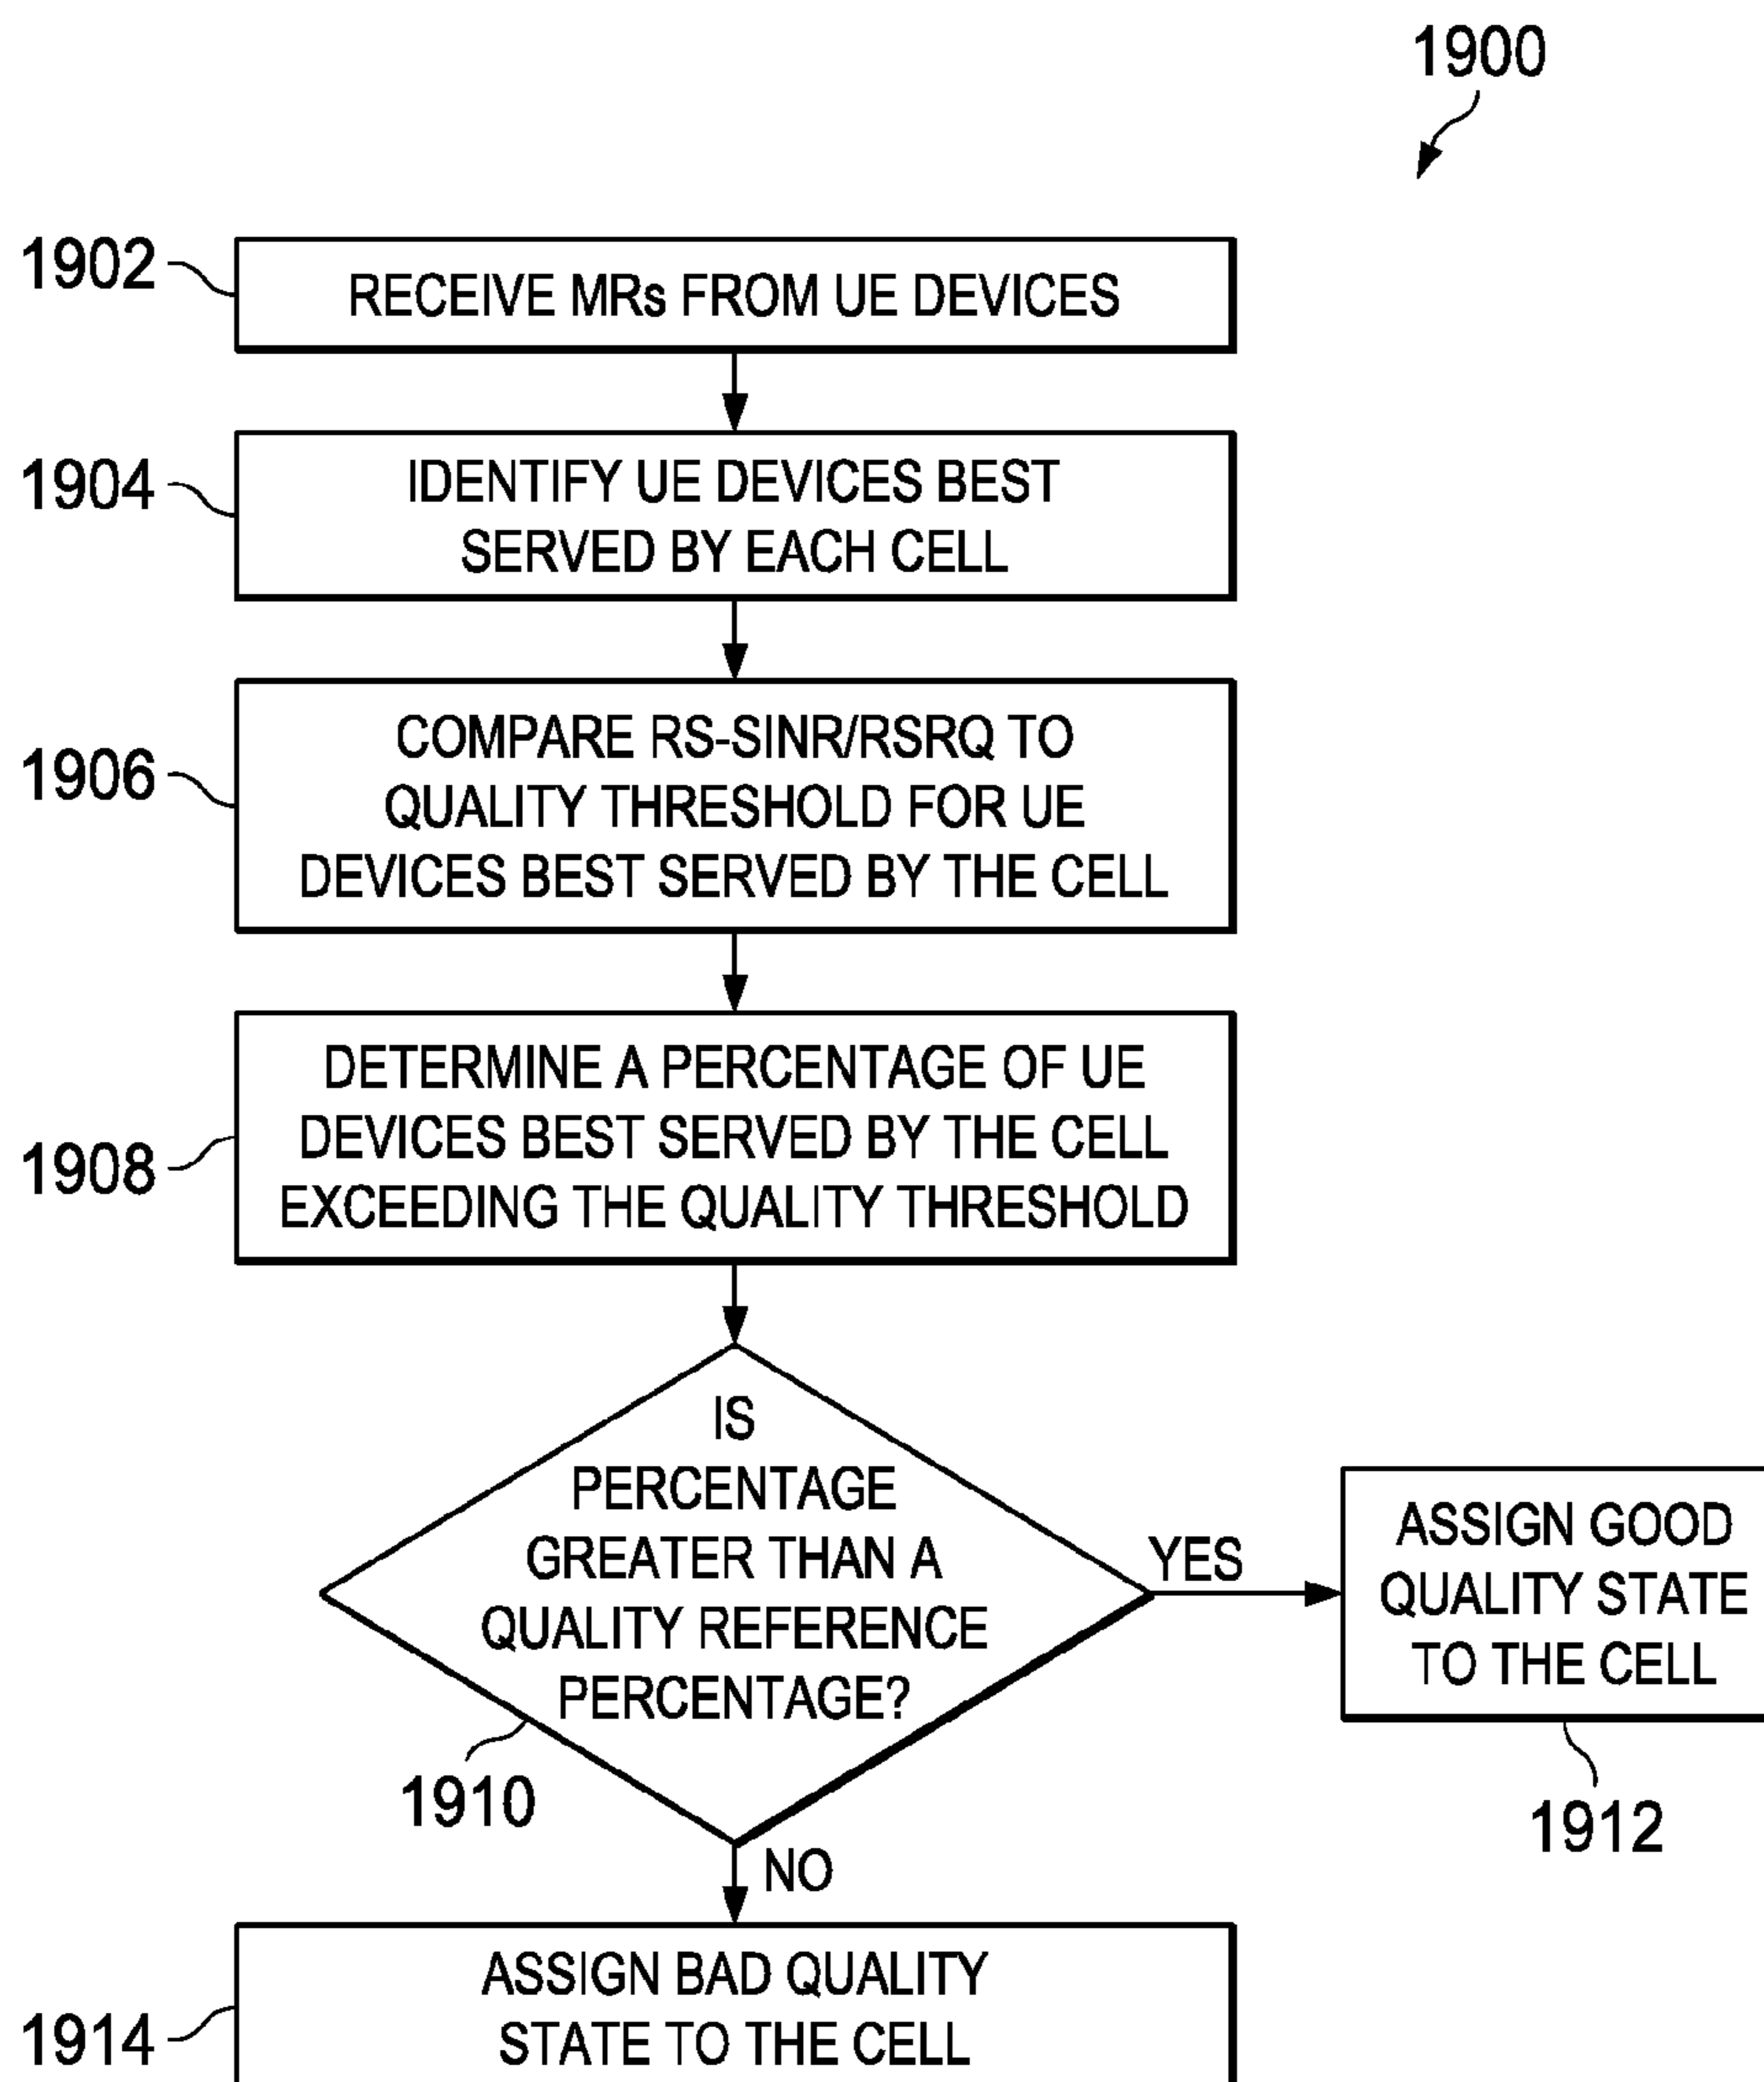 1900
1902
RECEIVE MRs FROM UE DEVICES
1904
IDENTIFY UE DEVICES BEST
SERVED BY EACH CELL
1906
COMPARE RS-SINR/RSRQ TO
QUALITY THRESHOLD FOR UE
DEVICES BEST SERVED BY THE CELL
1908
DETERMINE A PERCENTAGE OF UE
DEVICES BEST SERVED BY THE CELL
EXCEEDING THE QUALITY THRESHOLD
IS
PERCENTAGE
GREATER THAN A
QUALITY REFERENCE
PERCENTAGE?
1910
YES
ASSIGN GOOD
QUALITY STATE
TO THE CELL
1912
NO
1914
ASSIGN BAD QUALITY
STATE TO THE CELL